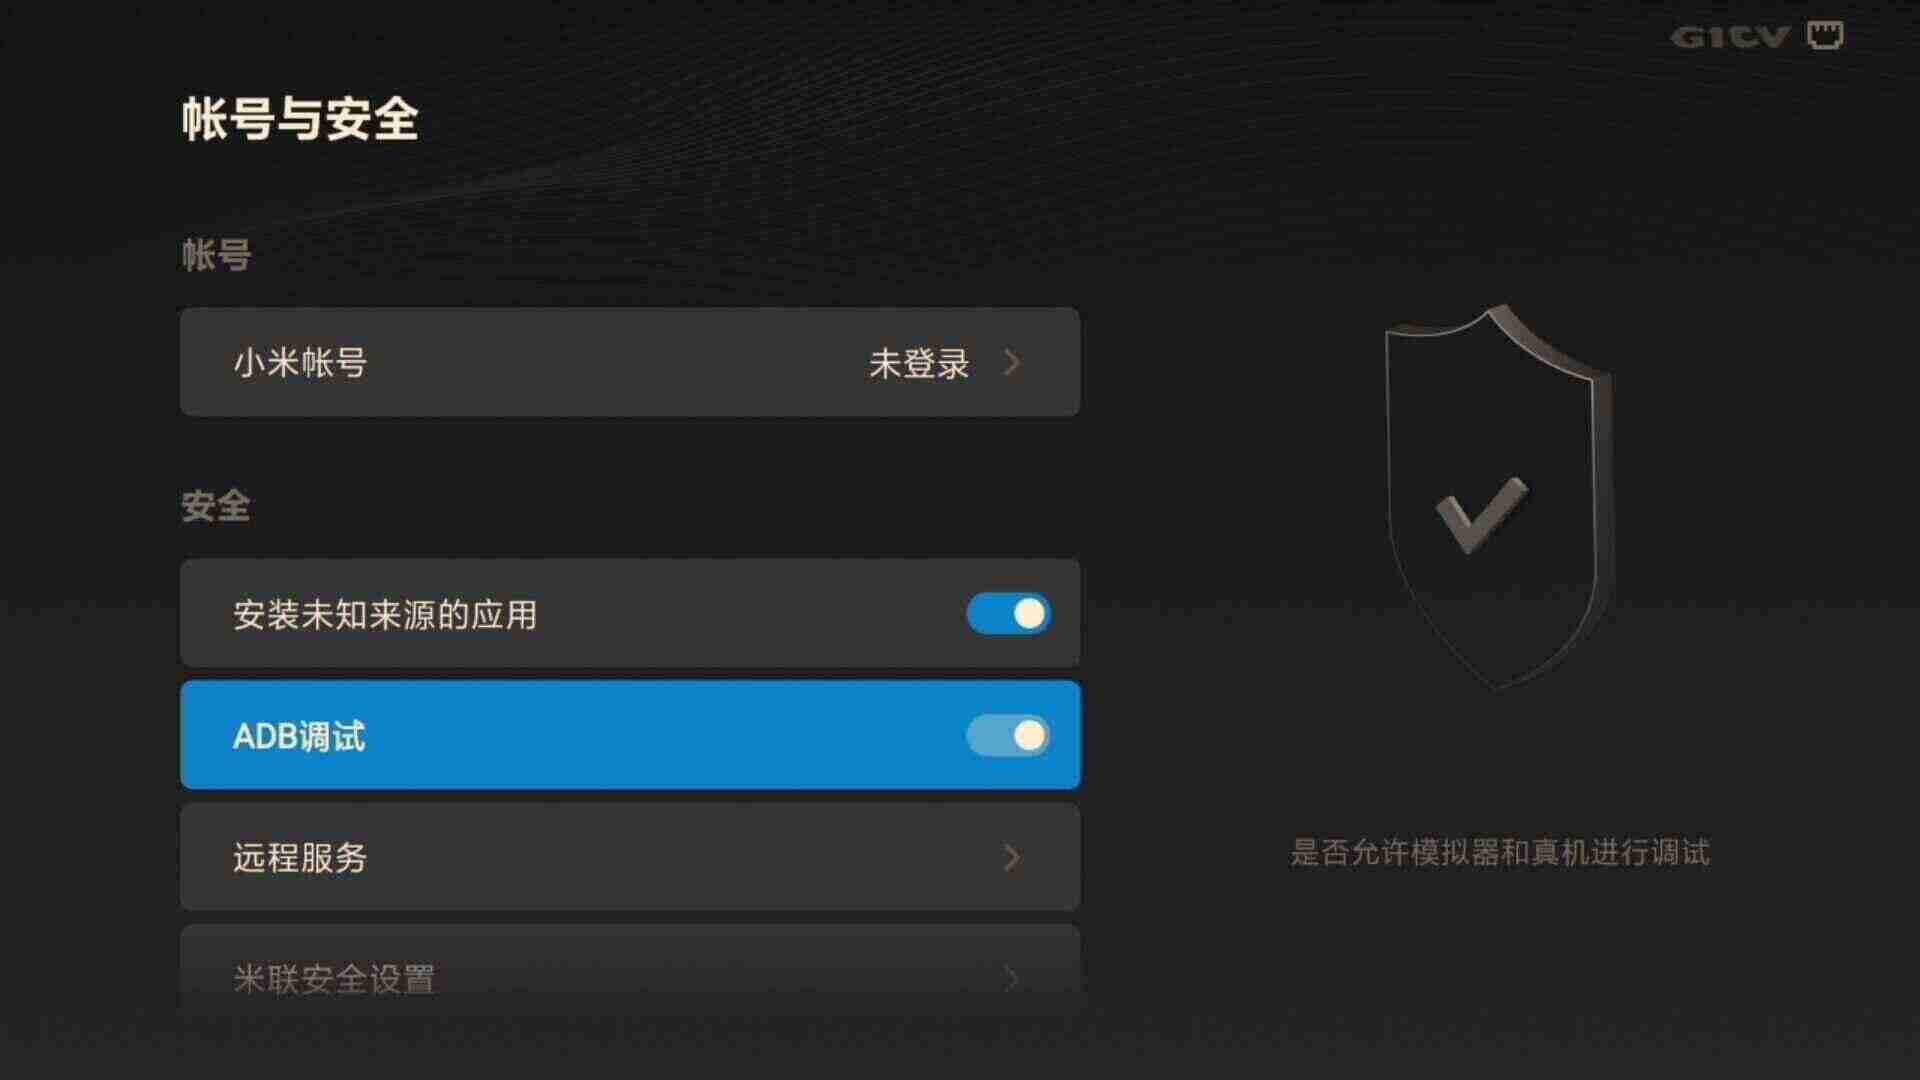 GITV
帐号与安全
帐号
小米帐号 未登录
安全
安装未知来源的应用
ADB调试
远程服务
是否允许模拟器和真机进行调试
米联安全设置